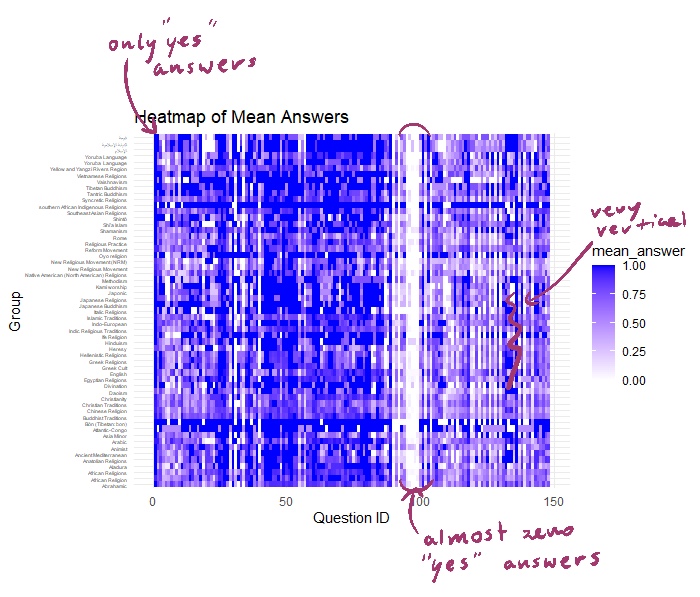 only "yes"
answers
Heatmap of Mean Answers
Yoruba Language
Yoruba Language
Yellow and Yangzi Rivers Region
Vietnamese Religions
Vaishnavism
Tibetan Buddhism
Tantric Buddhism
Syncretic Religions
southern African Indigenous Religions
Southeast Asian Religions
Shintō
Shi'a Islam
Shamanism
Rome
Religious Practice
Reform Movement
Oyo religion
New Religious Movement (NRM)
New Religious Movement
Native American (North American) Religions
Methodism
Kami worship
Japonic
Japanese Religions
Japanese Buddhism
Italic Religions
Islamic Traditions
Indo-European
Indic Religious Traditions
Ifa Religion
Hinduism
Heresy
Hellenistic Religions
Greek Religions
Greek Cult
English
Egyptian Religions
Divination
Daoism
Christianity
Christian Traditions
Chinese Religion
Buddhist Traditions
Bön (Tibetan: bon)
Atlantic-Congo
Asia Minor
Arabic
Animist
Ancient Mediterranean
Anatolian Religions
Aladura
African Religions
African Religion
Abrahamic
Group
0 50 100 150
Question ID
very
vertical
mean_answer
1.00
0.75
0.50
0.25
0.00
almost zero
"yes" answers